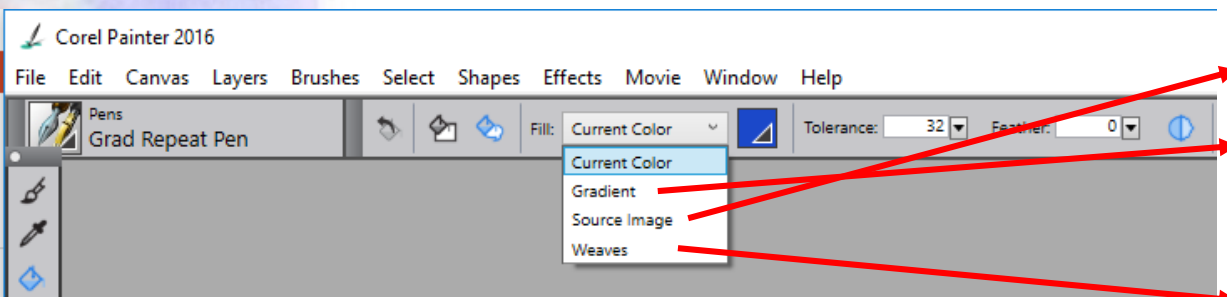 Corel Painter 2016
File Edit Canvas Layers Brushes Select Shapes Effects Movie Window Help
Pens
Grad Repeat Pen
Fill: Current Color
Tolerance: 32
Feather: 0
Current Color
Gradient
Source Image
Weaves